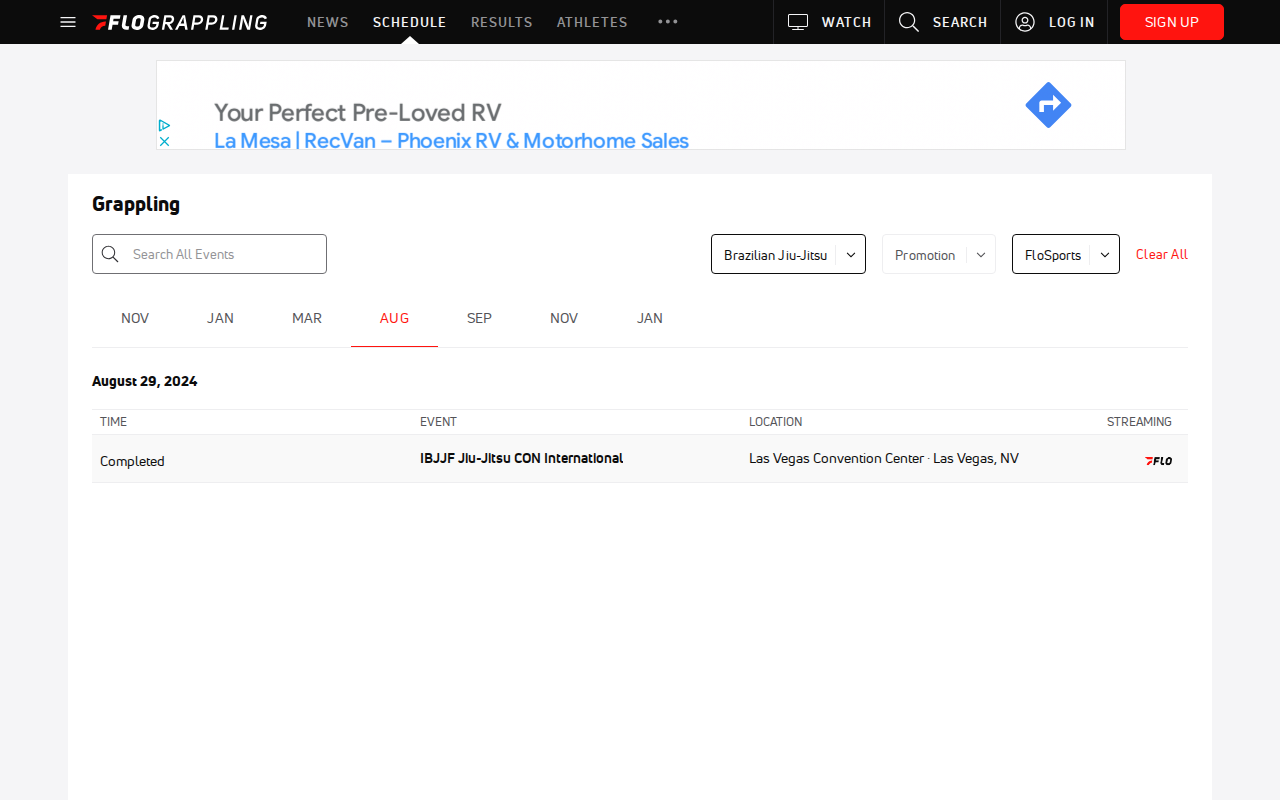 FLOGRAPPLING
NEWS
SCHEDULE
RESULTS
ATHLETES
WATCH
SEARCH
LOG IN
SIGN UP
Your Perfect Pre-Loved RV
La Mesa | RecVan – Phoenix RV & Motorhome Sales
Grappling
Search All Events
Brazilian Jiu-Jitsu
Promotion
FloSports
Clear All
NOV JAN MAR AUG SEP NOV JAN
August 29, 2024
TIME EVENT LOCATION STREAMING
Completed IBJJF Jiu-Jitsu CON International Las Vegas Convention Center · Las Vegas, NV FLO